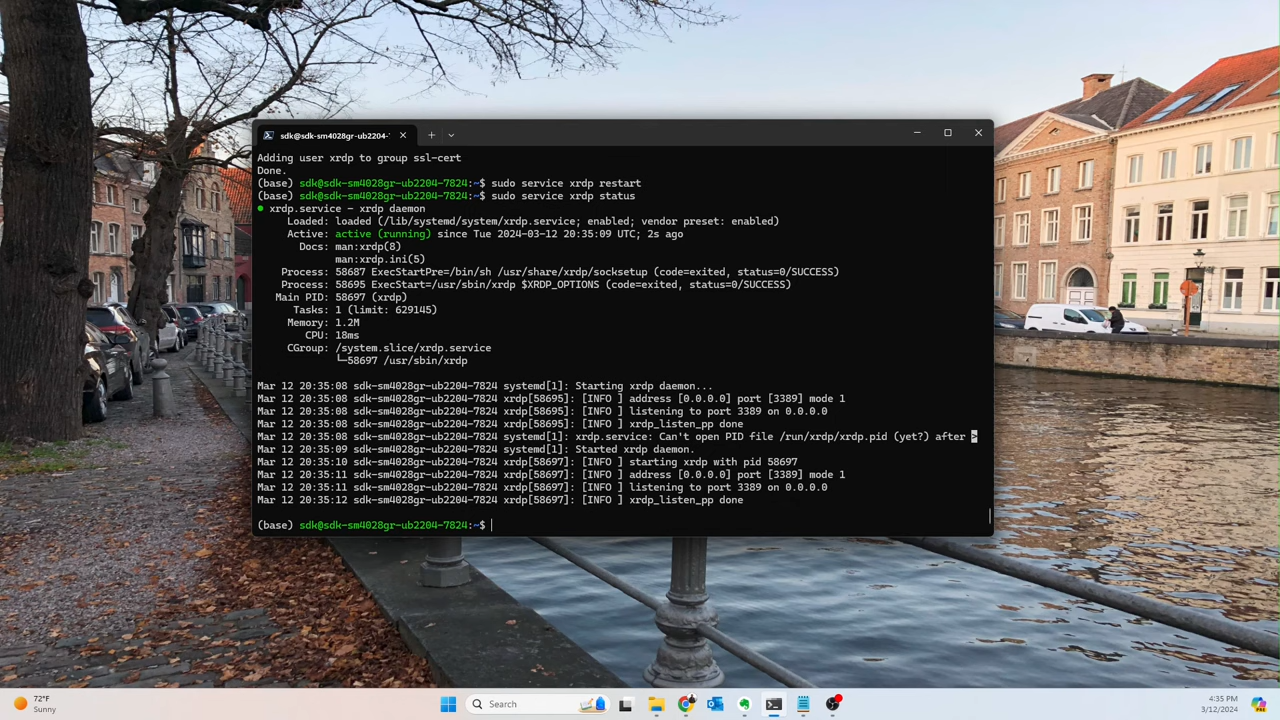 sdk@sdk-sm4028gr-ub2204-
Adding user xrdp to group ssl-cert
Done.
(base) sdk@sdk-sm4028gr-ub2204-7824:~$ sudo service xrdp restart
(base) sdk@sdk-sm4028gr-ub2204-7824:~$ sudo service xrdp status
● xrdp.service - xrdp daemon
Loaded: loaded (/lib/systemd/system/xrdp.service; enabled; vendor preset: enabled)
Active: active (running) since Tue 2024-03-12 20:35:09 UTC; 2s ago
Docs: man:xrdp(8)
man:xrdp.ini(5)
Process: 58687 ExecStartPre=/bin/sh /usr/share/xrdp/socksetup (code=exited, status=0/SUCCESS)
Process: 58695 ExecStart=/usr/sbin/xrdp $XRDP_OPTIONS (code=exited, status=0/SUCCESS)
Main PID: 58697 (xrdp)
Tasks: 1 (limit: 629145)
Memory: 1.2M
CPU: 18ms
CGroup: /system.slice/xrdp.service
└─58697 /usr/sbin/xrdp
Mar 12 20:35:08 sdk-sm4028gr-ub2204-7824 systemd[1]: Starting xrdp daemon...
Mar 12 20:35:08 sdk-sm4028gr-ub2204-7824 xrdp[58695]: [INFO ] address [0.0.0.0] port [3389] mode 1
Mar 12 20:35:08 sdk-sm4028gr-ub2204-7824 xrdp[58695]: [INFO ] listening to port 3389 on 0.0.0.0
Mar 12 20:35:08 sdk-sm4028gr-ub2204-7824 xrdp[58695]: [INFO ] xrdp_listen_pp done
Mar 12 20:35:08 sdk-sm4028gr-ub2204-7824 systemd[1]: xrdp.service: Can't open PID file /run/xrdp/xrdp.pid (yet?) after >
Mar 12 20:35:09 sdk-sm4028gr-ub2204-7824 systemd[1]: Started xrdp daemon.
Mar 12 20:35:10 sdk-sm4028gr-ub2204-7824 xrdp[58697]: [INFO ] starting xrdp with pid 58697
Mar 12 20:35:11 sdk-sm4028gr-ub2204-7824 xrdp[58697]: [INFO ] address [0.0.0.0] port [3389] mode 1
Mar 12 20:35:11 sdk-sm4028gr-ub2204-7824 xrdp[58697]: [INFO ] listening to port 3389 on 0.0.0.0
Mar 12 20:35:12 sdk-sm4028gr-ub2204-7824 xrdp[58697]: [INFO ] xrdp_listen_pp done
(base) sdk@sdk-sm4028gr-ub2204-7824:~$
72°F
Sunny
Search
4:35 PM
3/12/2024